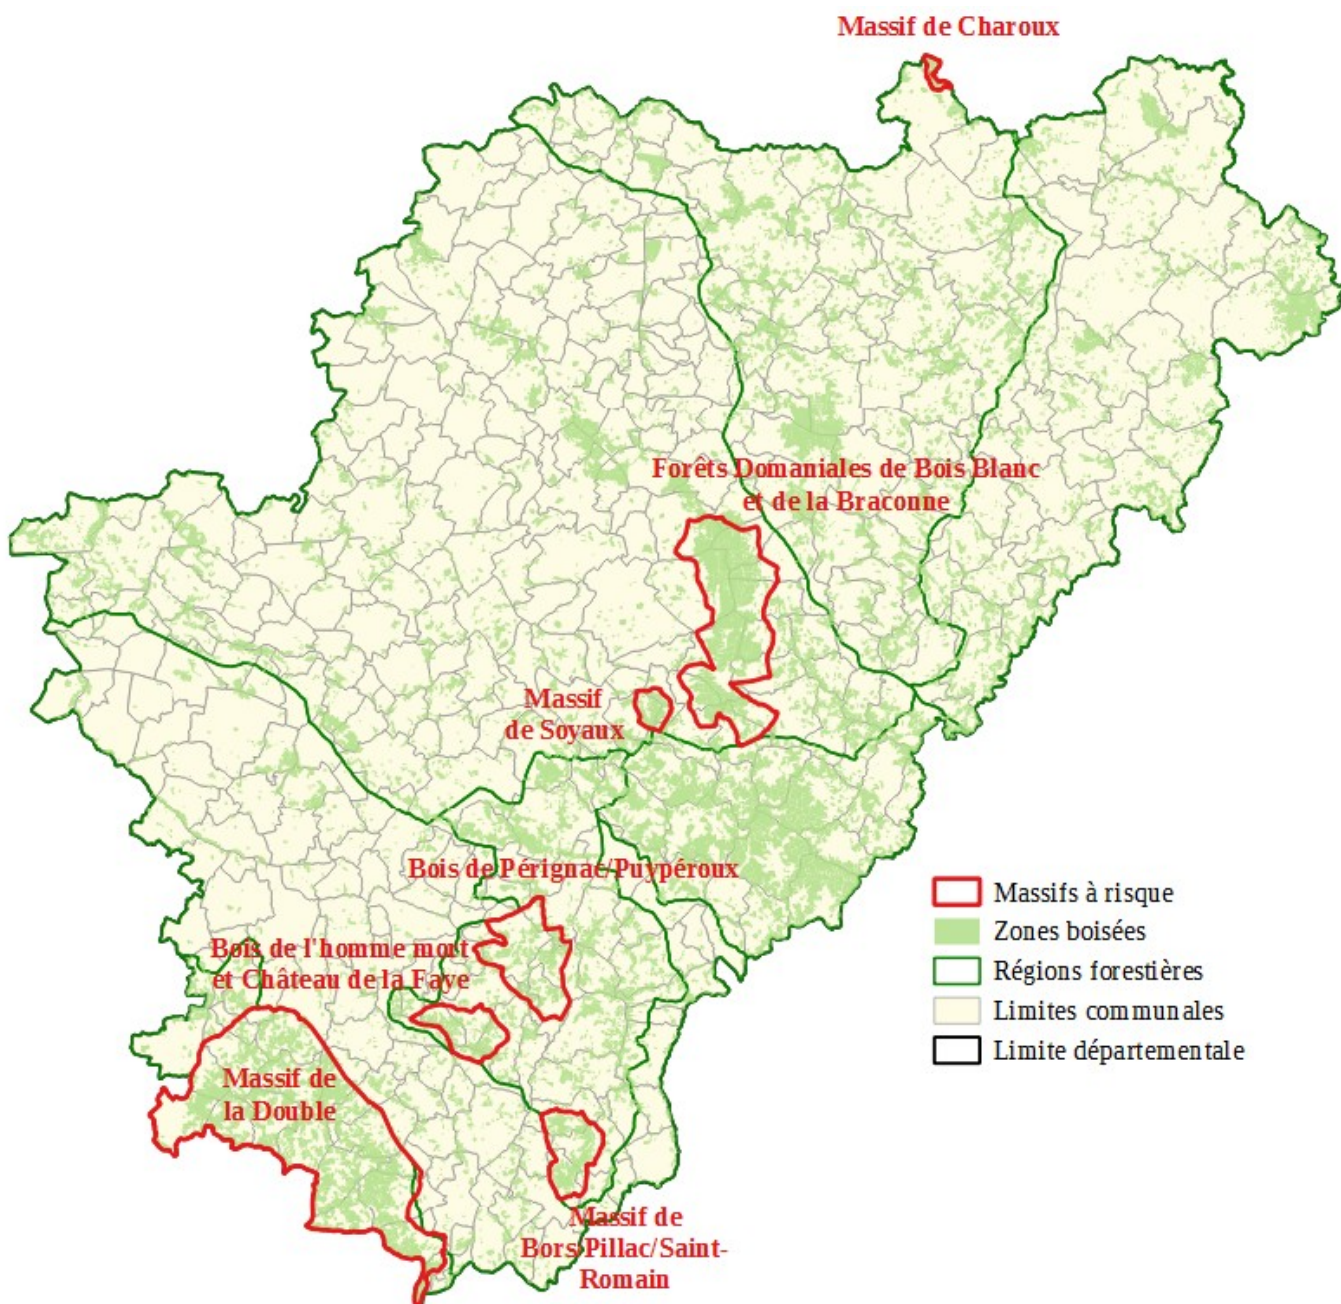 Massif de Charoux
Forêts Domaniales de Bois Blanc
et de la Braconne
Massif
de Soyaux
Bois de Pérignac/Puypéroux
Bois de l'homme mort
et Château de la Faye
Massif de
la Double
Massif de
Bors Pillac/Saint-
Romain
Massifs à risque
Zones boisées
Régions forestières
Limites communales
Limite départementale